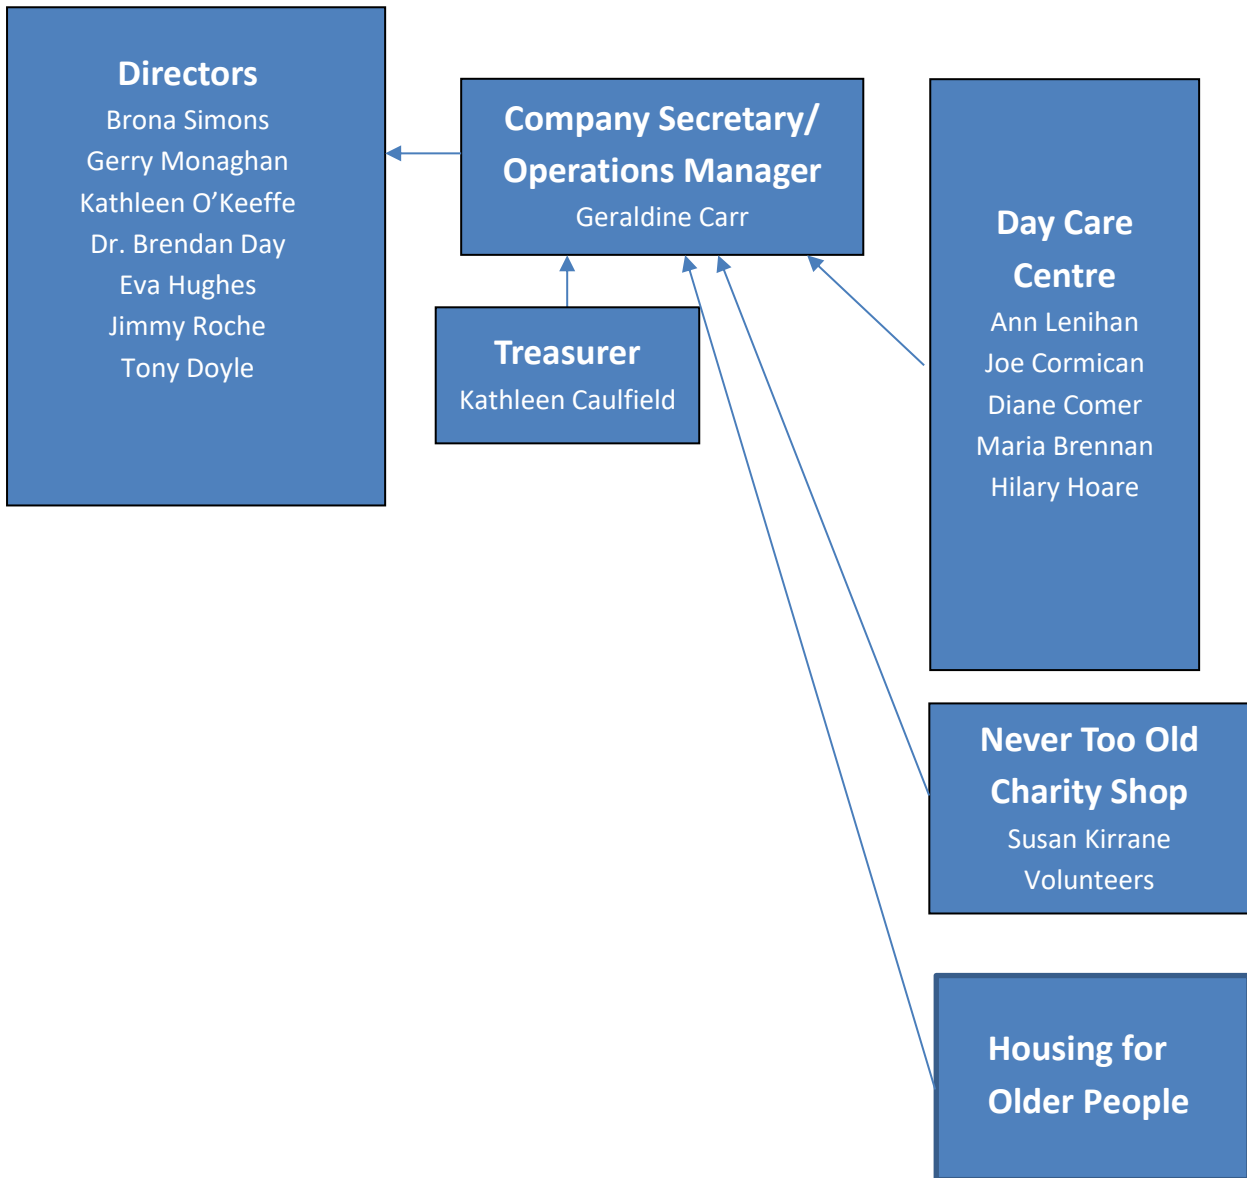 Directors
Brona Simons
Gerry Monaghan
Kathleen O’Keeffe
Dr. Brendan Day
Eva Hughes
Jimmy Roche
Tony Doyle
Company Secretary/
Operations Manager
Geraldine Carr
Treasurer
Kathleen Caulfield
Day Care
Centre
Ann Lenihan
Joe Cormican
Diane Comer
Maria Brennan
Hilary Hoare
Never Too Old
Charity Shop
Susan Kirrane
Volunteers
Housing for
Older People